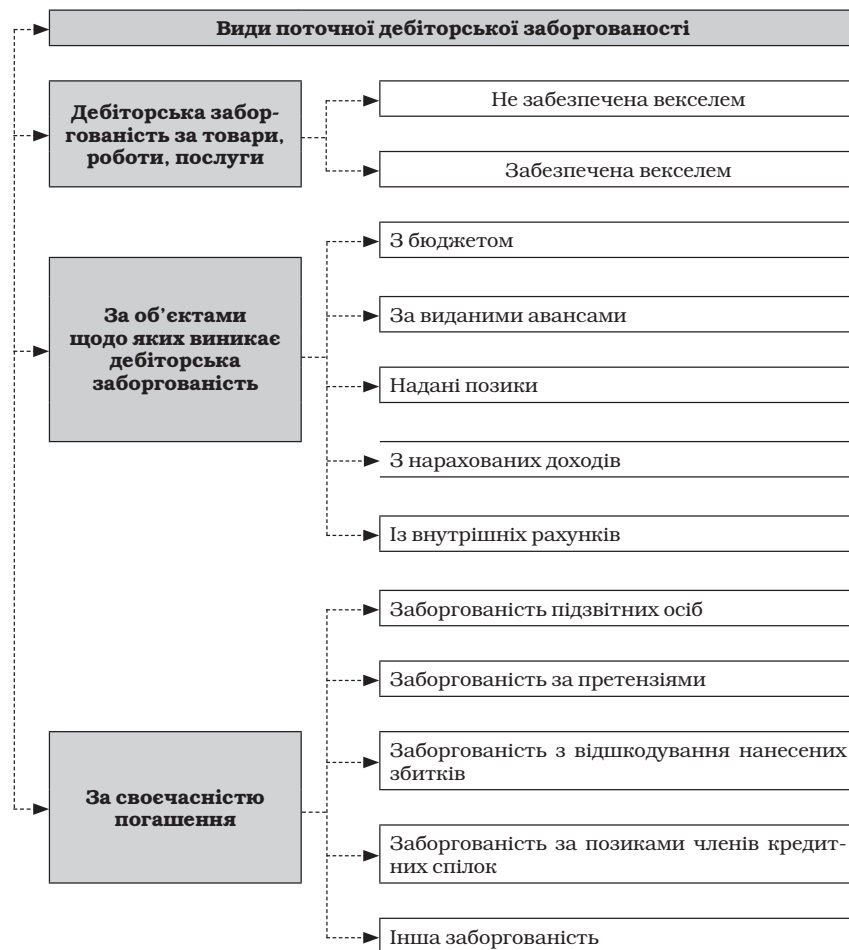 Види поточної дебіторської заборгованості
Дебіторська забор-
гованість за товари,
роботи, послуги
Не забезпечена векселем
Забезпечена векселем
За об’єктами
щодо яких виникає
дебіторська
заборгованість
З бюджетом
За виданими авансами
Надані позики
З нарахованих доходів
Із внутрішніх рахунків
За своєчасністю
погашення
Заборгованість підзвітних осіб
Заборгованість за претензіями
Заборгованість з відшкодування нанесених
збитків
Заборгованість за позиками членів кредит-
них спілок
Інша заборгованість